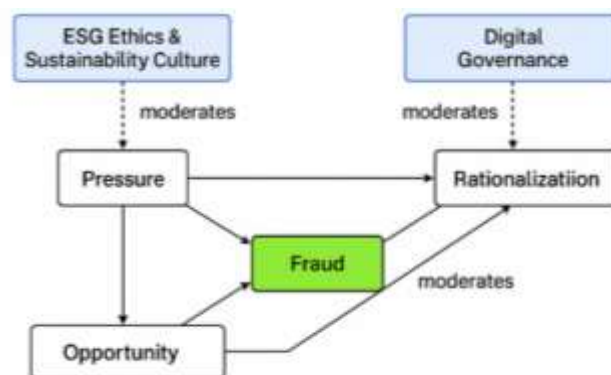 ESG Ethics &
Sustainability Culture
Digital
Governance
moderates
moderates
Pressure
Rationalizatiion
Fraud
moderates
Opportunity